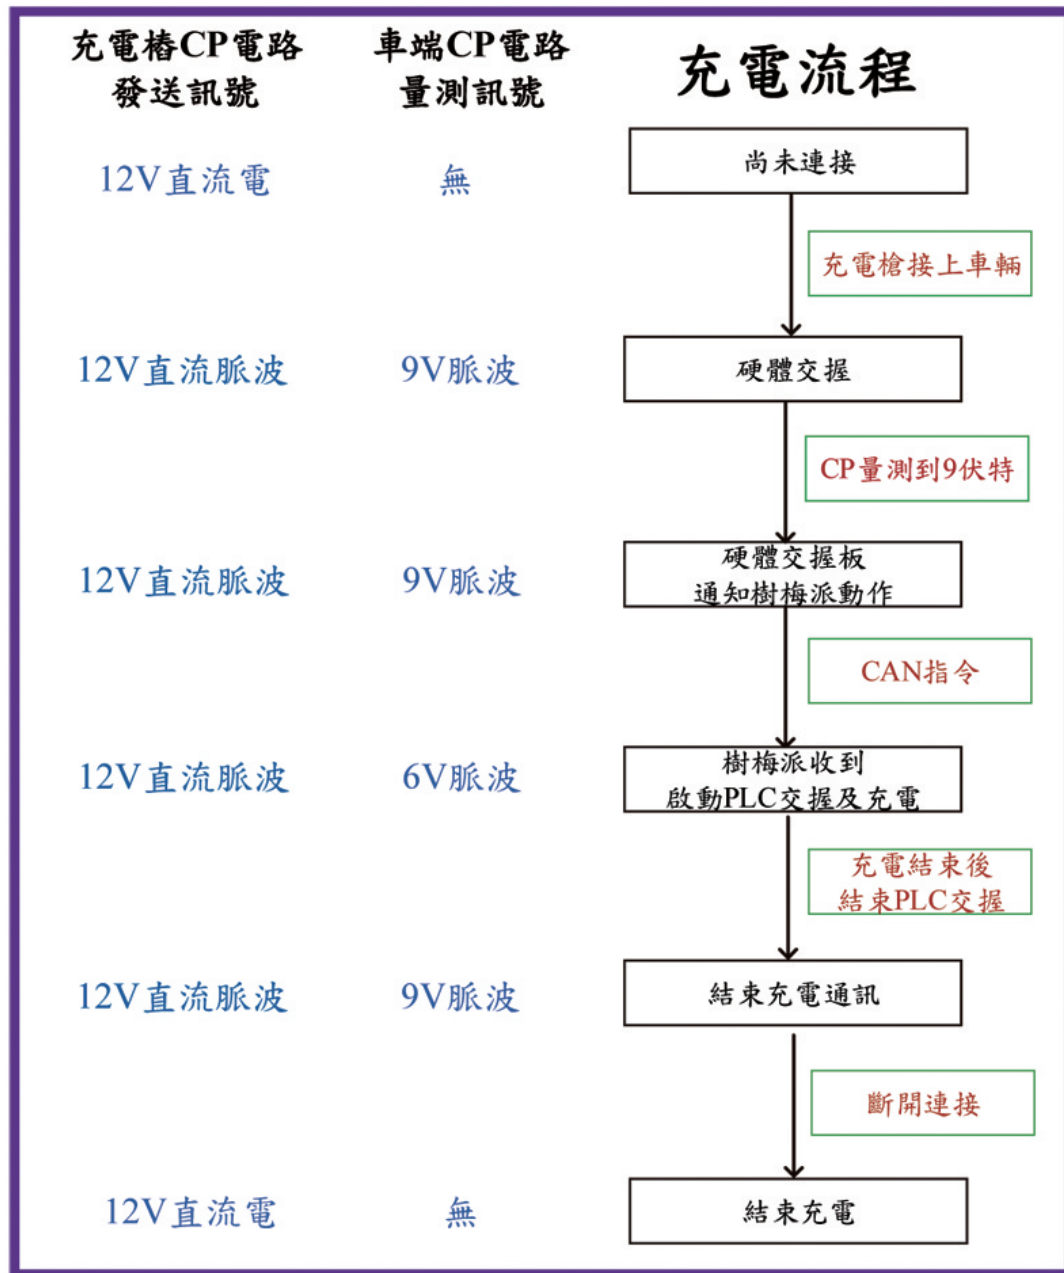 充電樁CP電路
發送訊號
車端CP電路
量測訊號
充電流程
12V直流電
無
尚未連接
充電槍接上車輛
12V直流脈波
9V脈波
硬體交握
CP量測到9伏特
12V直流脈波
9V脈波
硬體交握板
通知樹梅派動作
CAN指令
12V直流脈波
6V脈波
樹梅派收到
啟動PLC交握及充電
充電結束後
結束PLC交握
12V直流脈波
9V脈波
結束充電通訊
斷開連接
12V直流電
無
結束充電